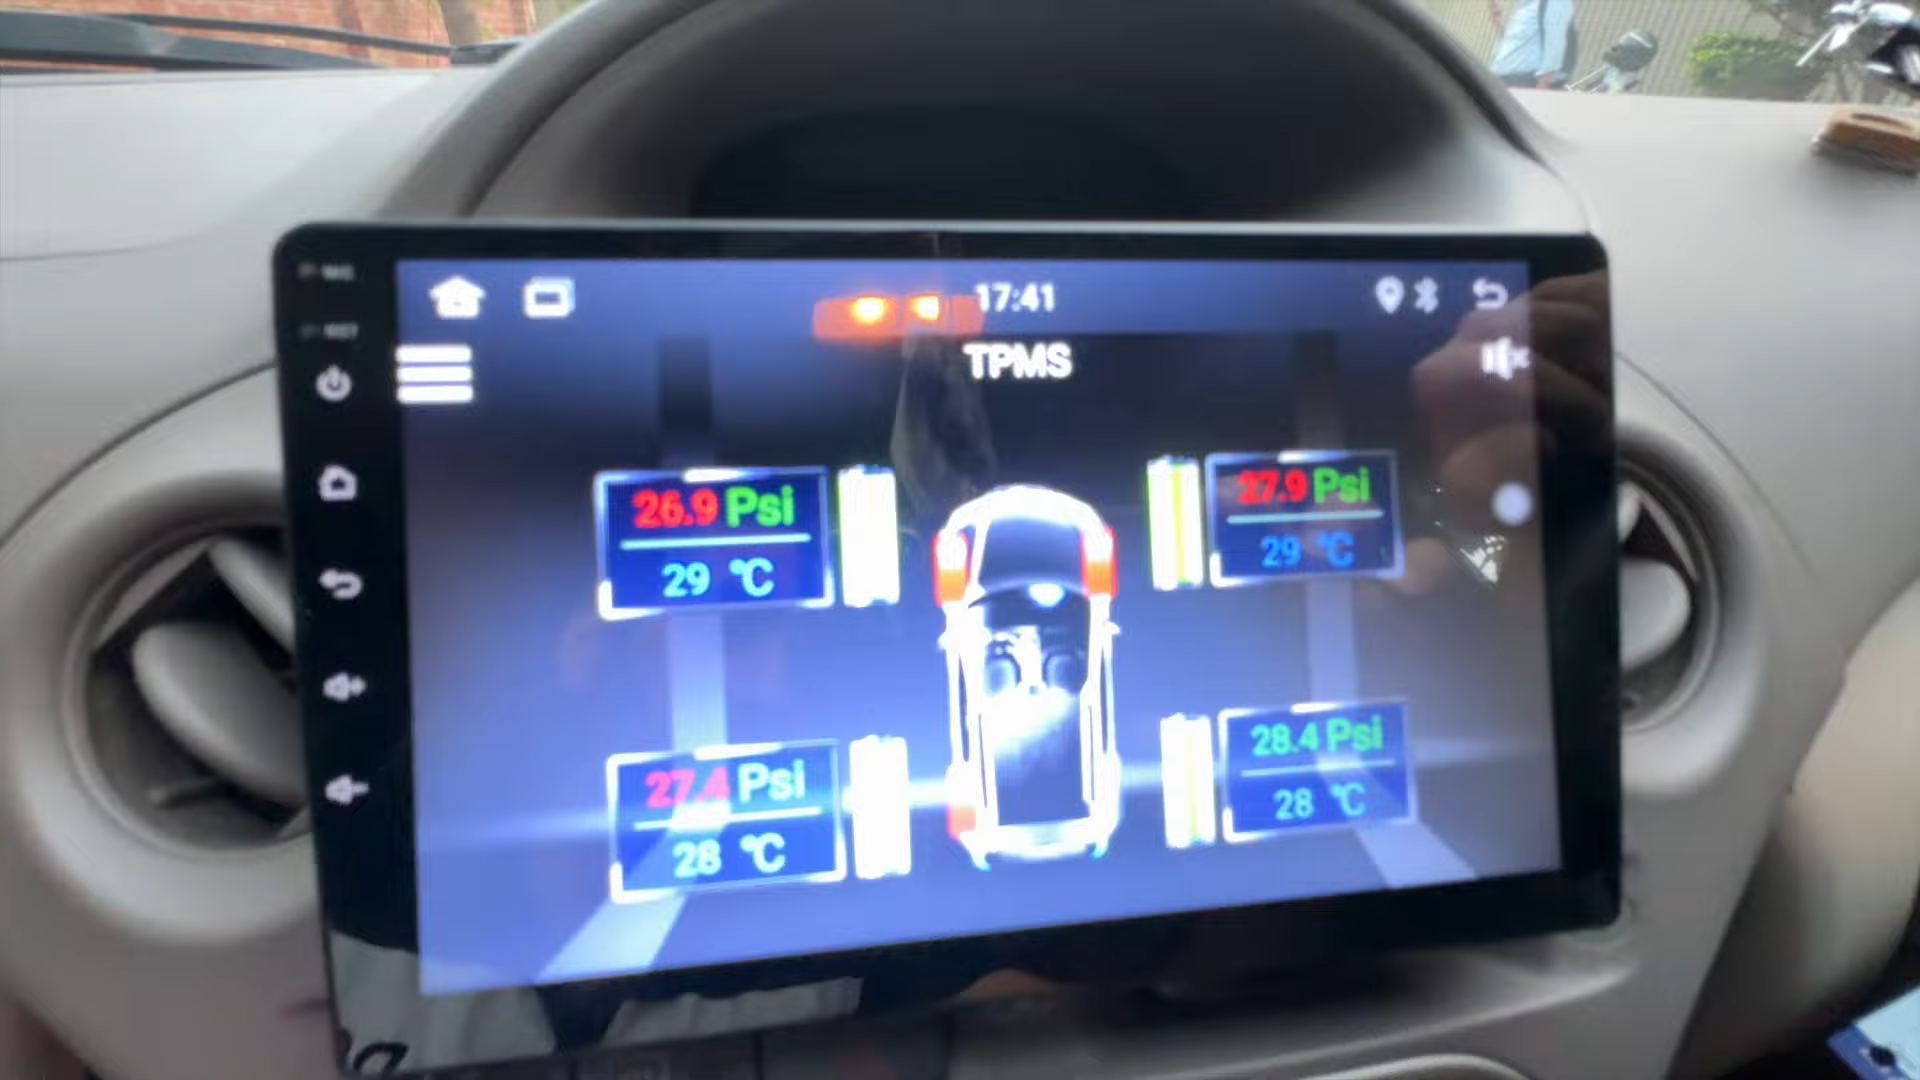 17:41
TPMS
26.9 Psi
29 °C
27.9 Psi
29 °C
27.4 Psi
28 °C
28.4 Psi
28 °C